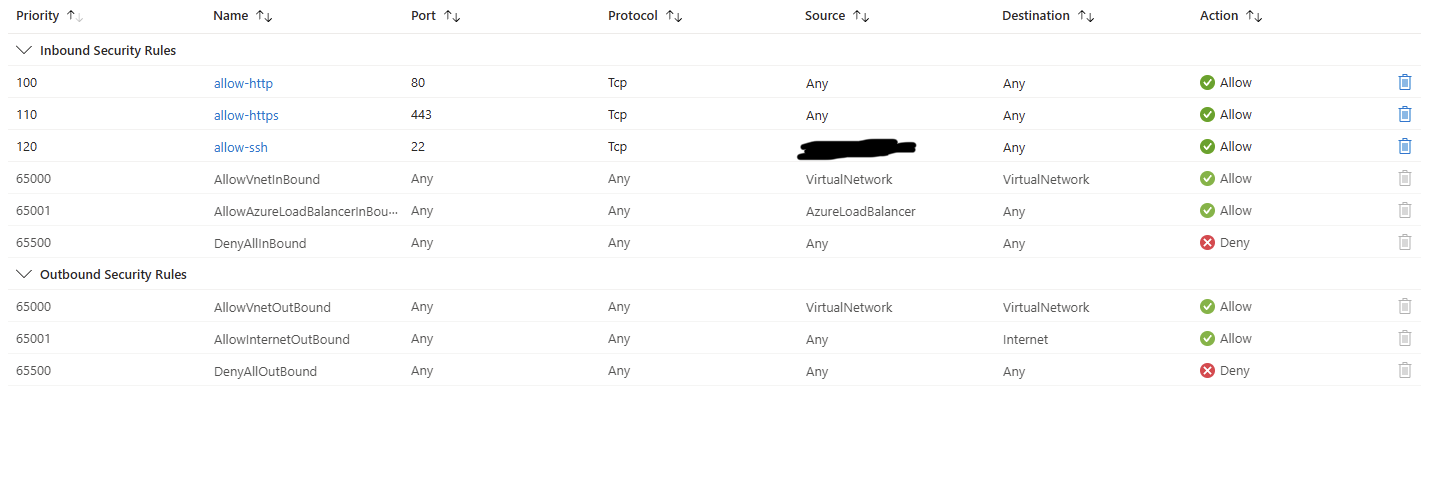 Priority Name Port Protocol Source Destination Action
Inbound Security Rules
100 allow-http 80 Tcp Any Any Allow
110 allow-https 443 Tcp Any Any Allow
120 allow-ssh 22 Tcp Any Allow
65000 AllowVnetInBound Any Any VirtualNetwork VirtualNetwork Allow
65001 AllowAzureLoadBalancerInBou··· Any Any AzureLoadBalancer Any Allow
65500 DenyAllInBound Any Any Any Any Deny
Outbound Security Rules
65000 AllowVnetOutBound Any Any VirtualNetwork VirtualNetwork Allow
65001 AllowInternetOutBound Any Any Any Internet Allow
65500 DenyAllOutBound Any Any Any Any Deny